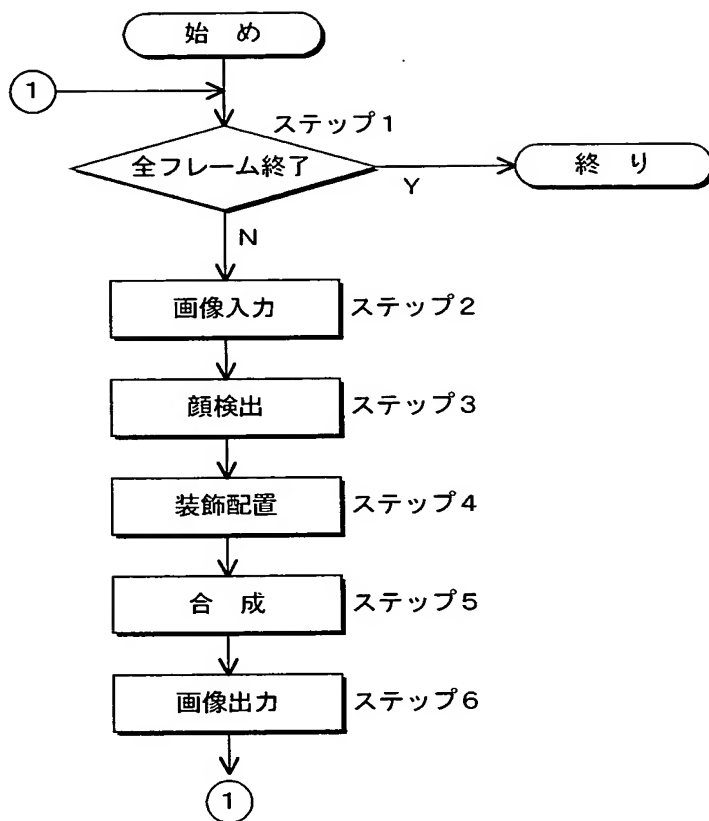 始 め
1
ステップ1
全フレーム終了
Y
終 り
N
画像入力 ステップ2
顔検出 ステップ3
装飾配置 ステップ4
合 成 ステップ5
画像出力 ステップ6
1